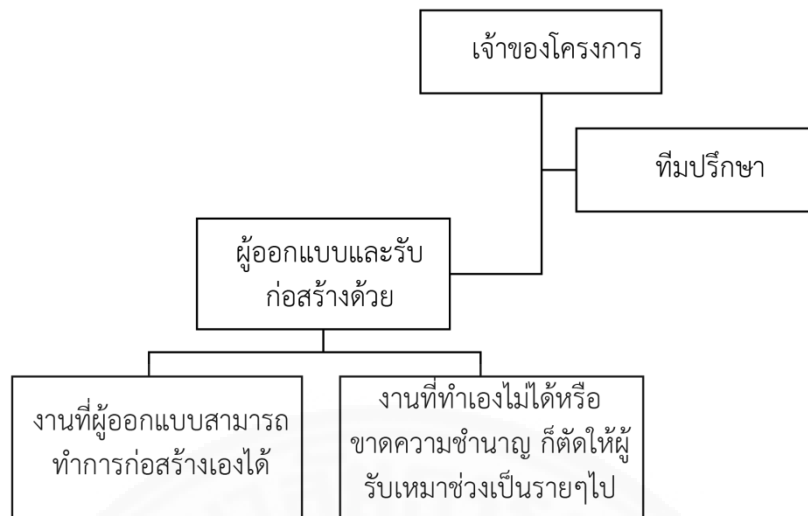 เจ้าของโครงการ
ทีมปรึกษา
ผู้ออกแบบและรับ
ก่อสร้างด้วย
งานที่ผู้ออกแบบสามารถ
ทำการก่อสร้างเองได้
งานที่ทำเองไม่ได้หรือ
ขาดความชำนาญ ก็ตัดให้ผู้
รับเหมาช่วงเป็นรายๆไป